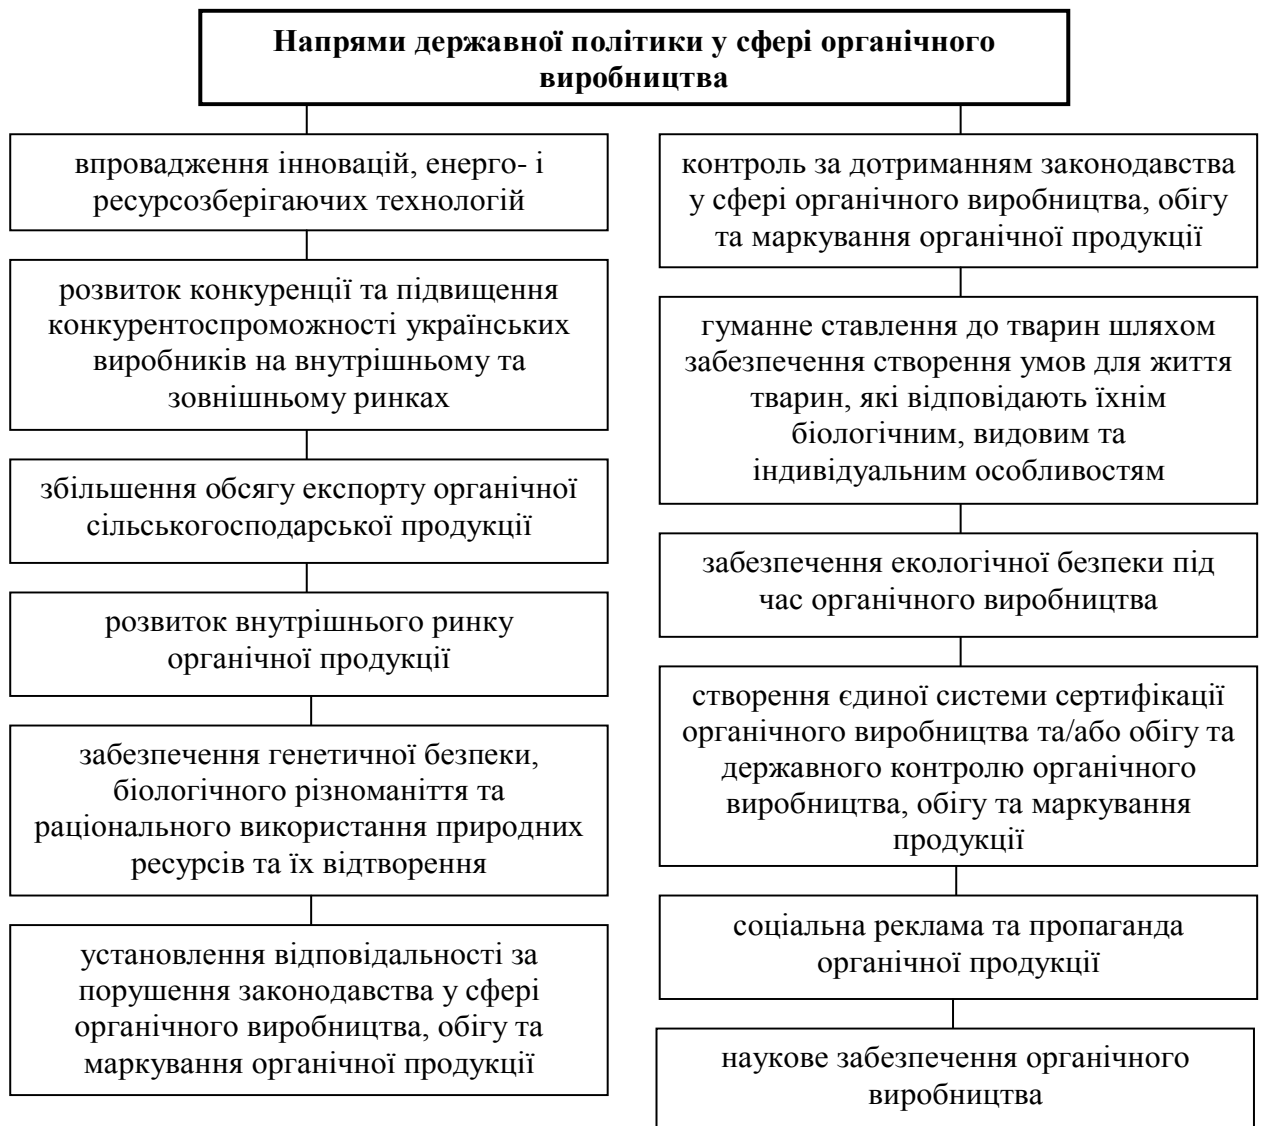 Напрями державної політики у сфері органічного
виробництва
впровадження інновацій, енерго- і
ресурсозберігаючих технологій
розвиток конкуренції та підвищення
конкурентоспроможності українських
виробників на внутрішньому та
зовнішньому ринках
збільшення обсягу експорту органічної
сільськогосподарської продукції
розвиток внутрішнього ринку
органічної продукції
забезпечення генетичної безпеки,
біологічного різноманіття та
раціонального використання природних
ресурсів та їх відтворення
установлення відповідальності за
порушення законодавства у сфері
органічного виробництва, обігу та
маркування органічної продукції
контроль за дотриманням законодавства
у сфері органічного виробництва, обігу
та маркування органічної продукції
гуманне ставлення до тварин шляхом
забезпечення створення умов для життя
тварин, які відповідають їхнім
біологічним, видовим та
індивідуальним особливостям
забезпечення екологічної безпеки під
час органічного виробництва
створення єдиної системи сертифікації
органічного виробництва та/або обігу та
державного контролю органічного
виробництва, обігу та маркування
продукції
соціальна реклама та пропаганда
органічної продукції
наукове забезпечення органічного
виробництва